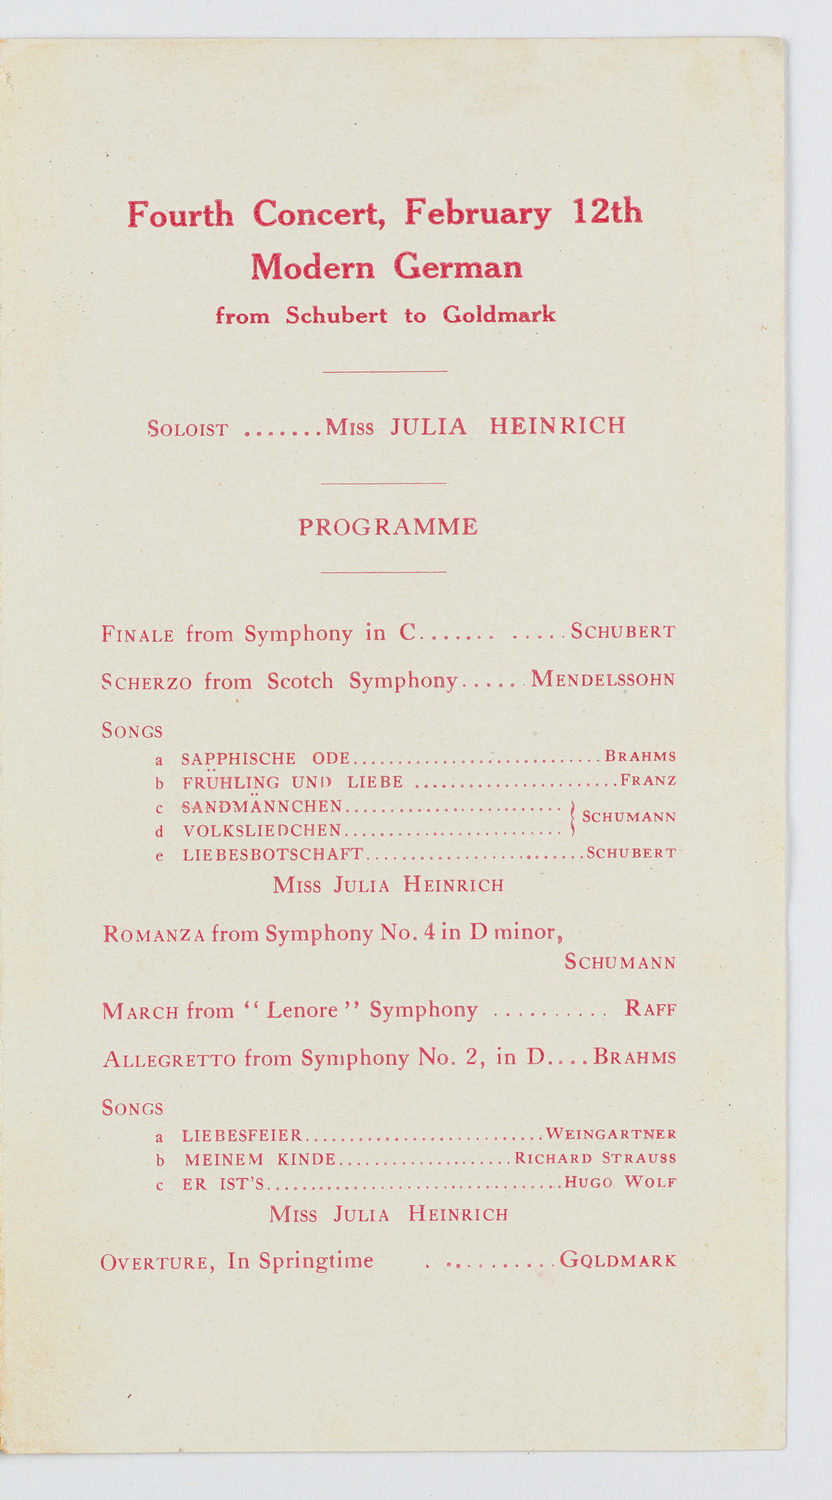 Fourth Concert, February 12th
Modern German
from Schubert to Goldmark
SOLOIST .......MISS JULIA HEINRICH
PROGRAMME
FINALE from Symphony in C....... .....SCHUBERT
SCHERZO from Scotch Symphony......MENDELSSOHN
SONGS
a SAPPHISCHE ODE............................BRAHMS
b FRÜHLING UND LIEBE .......................FRANZ
c SANDMÄNNCHEN.........................
SCHUMANN
d VOLKSLIEDCHEN.........................
e LIEBESBOTSCHAFT.........................SCHUBERT
MISS JULIA HEINRICH
ROMANZA from Symphony No. 4 in D minor,
SCHUMANN
MARCH from “ Lenore ” Symphony .......... RAFF
ALLEGRETTO from Symphony No. 2, in D....BRAHMS
SONGS
a LIEBESFEIER...........................WEINGARTNER
b MEINEM KINDE....................RICHARD STRAUSS
c ER IST'S.................................HUGO WOLF
MISS JULIA HEINRICH
OVERTURE, In Springtime . ...........GOLDMARK